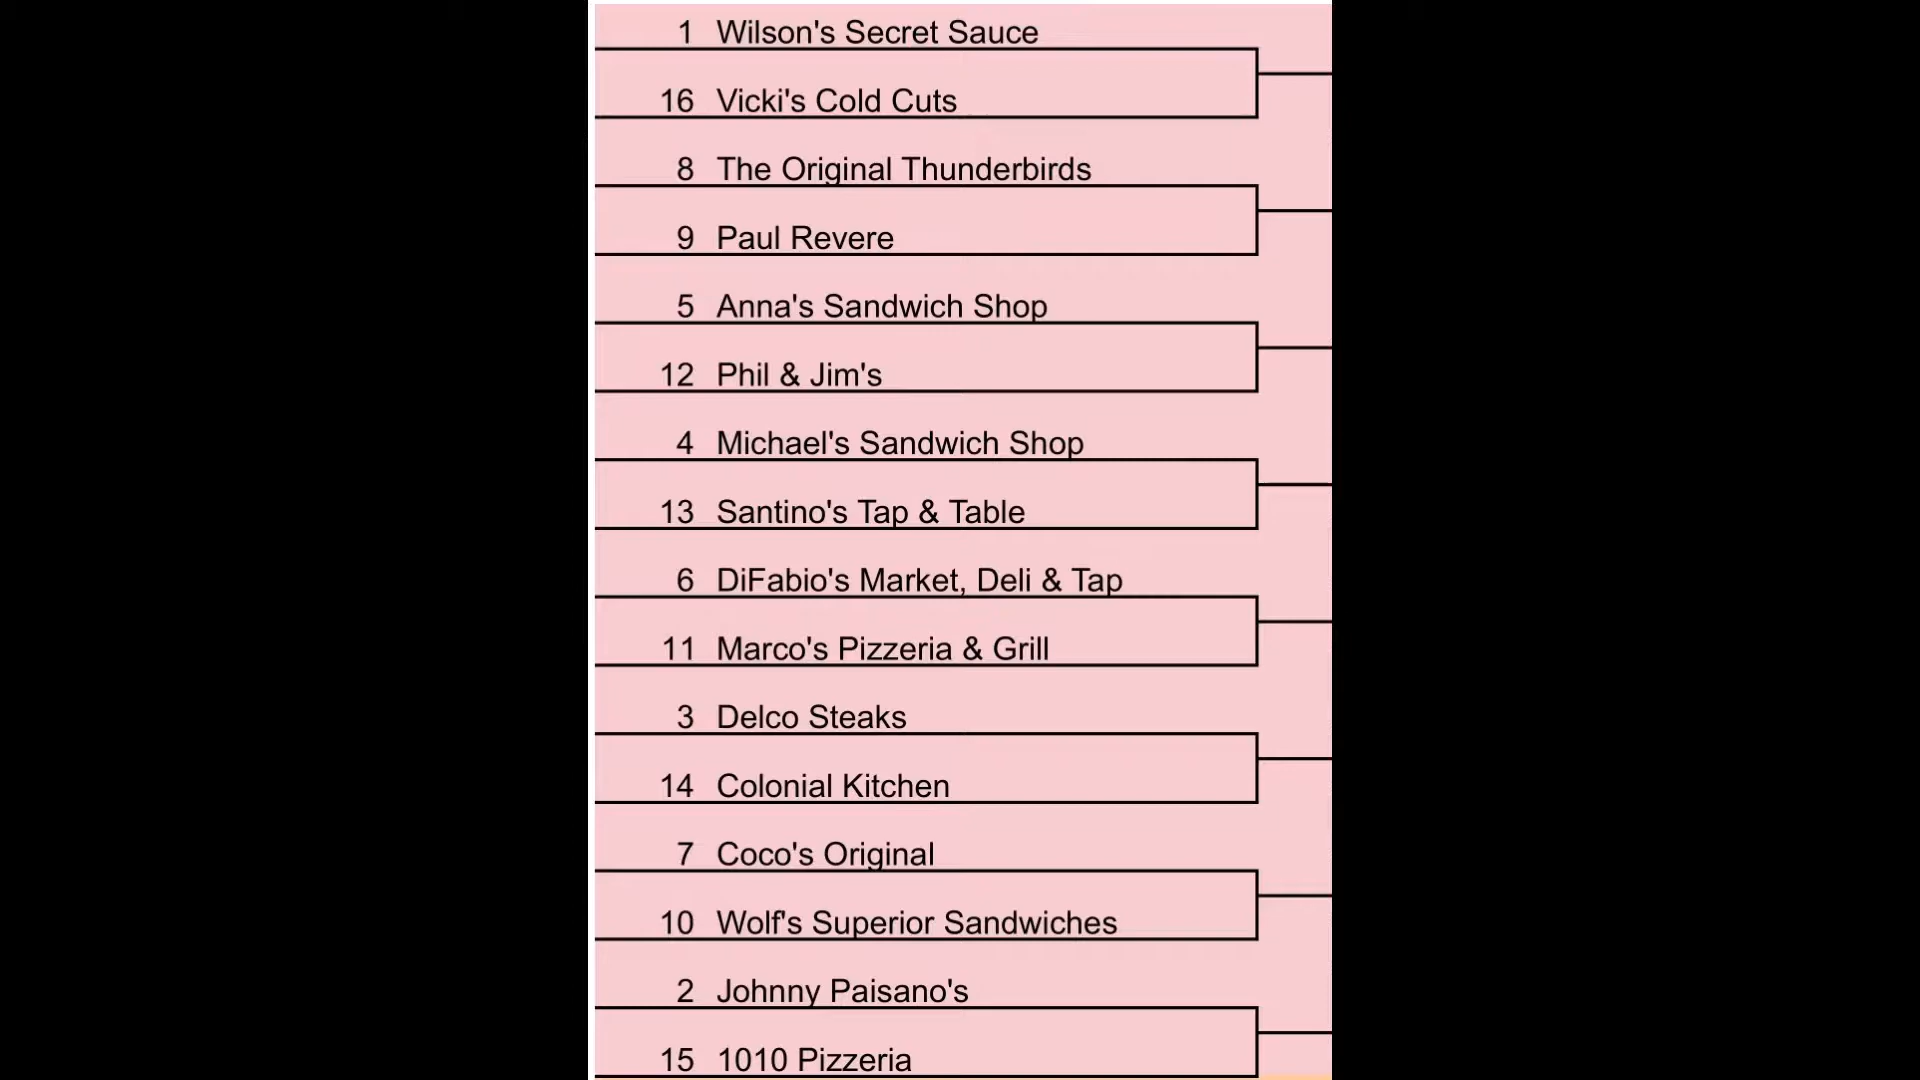 1 Wilson's Secret Sauce
16 Vicki's Cold Cuts
8 The Original Thunderbirds
9 Paul Revere
5 Anna's Sandwich Shop
12 Phil & Jim's
4 Michael's Sandwich Shop
13 Santino's Tap & Table
6 DiFabio's Market, Deli & Tap
11 Marco's Pizzeria & Grill
3 Delco Steaks
14 Colonial Kitchen
7 Coco's Original
10 Wolf's Superior Sandwiches
2 Johnny Paisano's
15 1010 Pizzeria